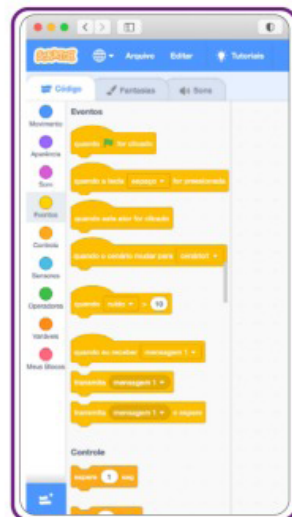 SCRATCH
Arquivo Editar Tutoriais
Código Fantasias Sons
Movimento
Aparência
Som
Eventos
Controle
Sensores
Operadores
Variáveis
Meus Blocos
Eventos
quando for clicado
quando a tecla espaço for pressionada
quando este ator for clicado
quando o cenário mudar para cenário1
quando ruído > 10
quando eu receber mensagem 1
transmita mensagem 1
transmita mensagem 1 e espere
Controle
espere 1 seg